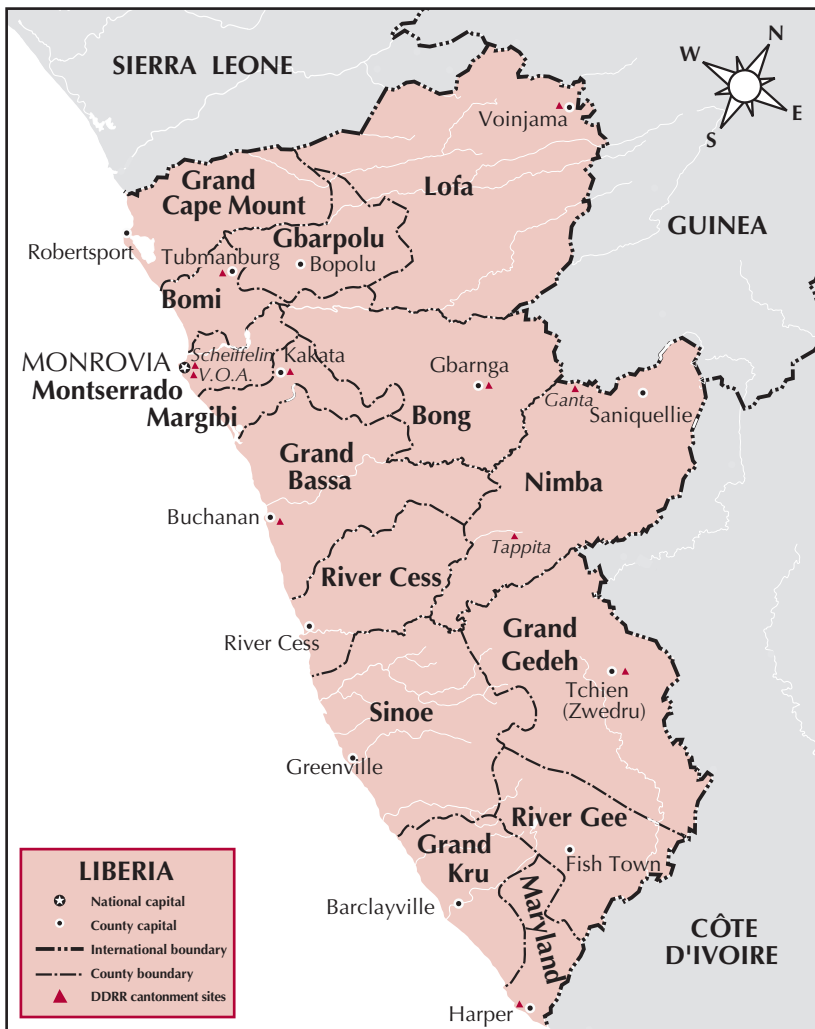 SIERRA LEONE
N
W
E
S
Voinjama
Grand
Cape Mount
Lofa
GUINEA
Gbarpolu
Robertsport
Tubmanburg
Bopolu
Bomi
MONROVIA
Scheiffelin
V.O.A.
Kakata
Montserrado
Margibi
Gbarnga
Bong
Ganta
Saniquellie
Grand
Bassa
Nimba
Buchanan
Tappita
River Cess
River Cess
Grand
Gedeh
Tchien
(Zwedru)
Sinoe
Greenville
River Gee
Fish Town
Grand
Kru
Barclayville
Maryland
Harper
CÔTE
D'IVOIRE
LIBERIA
National capital
County capital
International boundary
County boundary
DDRR cantonment sites